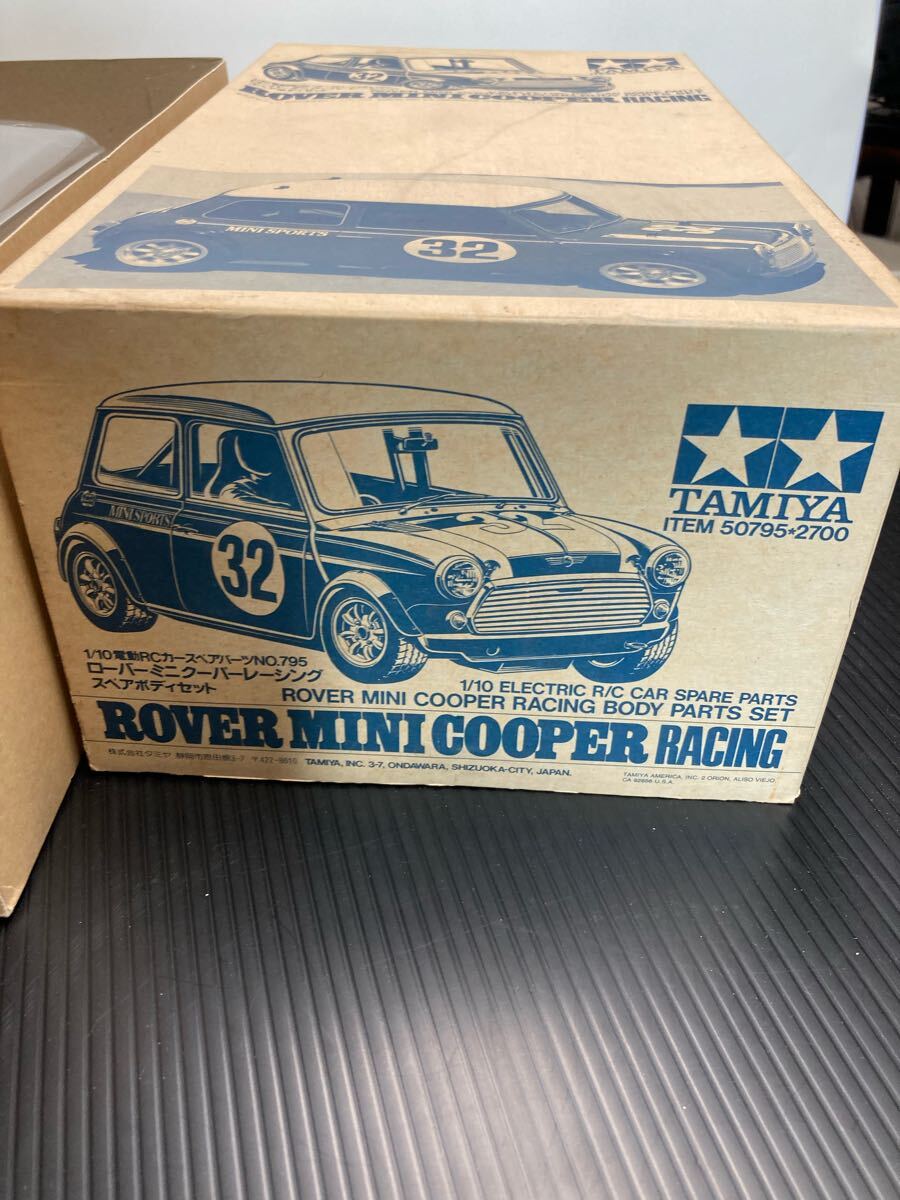 32
TAMIYA
ROVER MINI COOPER RACING
MINI SPORTS
32
TAMIYA
ITEM 50795*2700
MINI SPORTS
32
1/10電動RCカースペアパーツNO.795
ローバー ミニクーパーレーシング
スペアボディセット
1/10 ELECTRIC R/C CAR SPARE PARTS
ROVER MINI COOPER RACING BODY PARTS SET
ROVER MINI COOPER RACING
株式会社タミヤ 静岡市恩田原3-7 〒422-8610 TAMIYA, INC. 3-7, ONDAWARA, SHIZUOKA-CITY, JAPAN.
TAMIYA AMERICA, INC. 2 ORION, ALISO VIEJO
CA 92656 U.S.A.